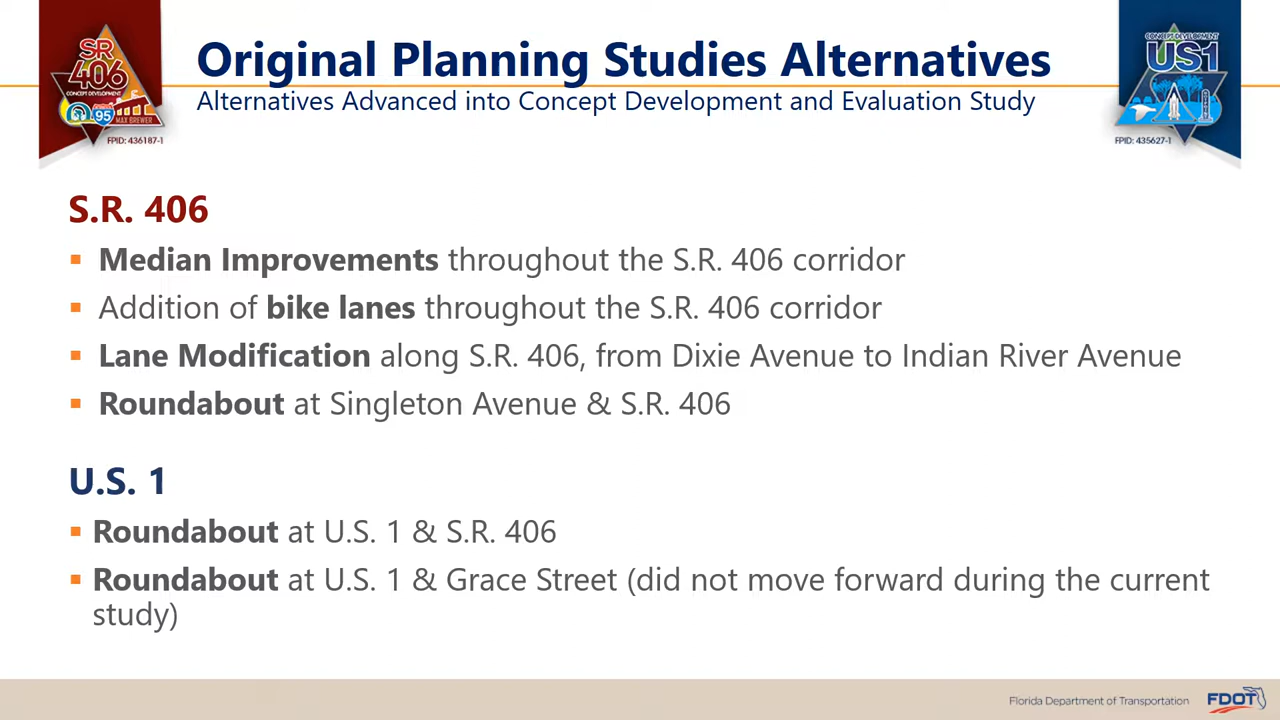 Original Planning Studies Alternatives
Alternatives Advanced into Concept Development and Evaluation Study
SR
406
CONCEPT DEVELOPMENT
95
MAX BREWER
FPID: 436187-1
CONCEPT DEVELOPMENT
US1
FPID: 435627-1
S.R. 406
▪ Median Improvements throughout the S.R. 406 corridor
▪ Addition of bike lanes throughout the S.R. 406 corridor
▪ Lane Modification along S.R. 406, from Dixie Avenue to Indian River Avenue
▪ Roundabout at Singleton Avenue & S.R. 406
U.S. 1
▪ Roundabout at U.S. 1 & S.R. 406
▪ Roundabout at U.S. 1 & Grace Street (did not move forward during the current
study)
Florida Department of Transportation
FDOT